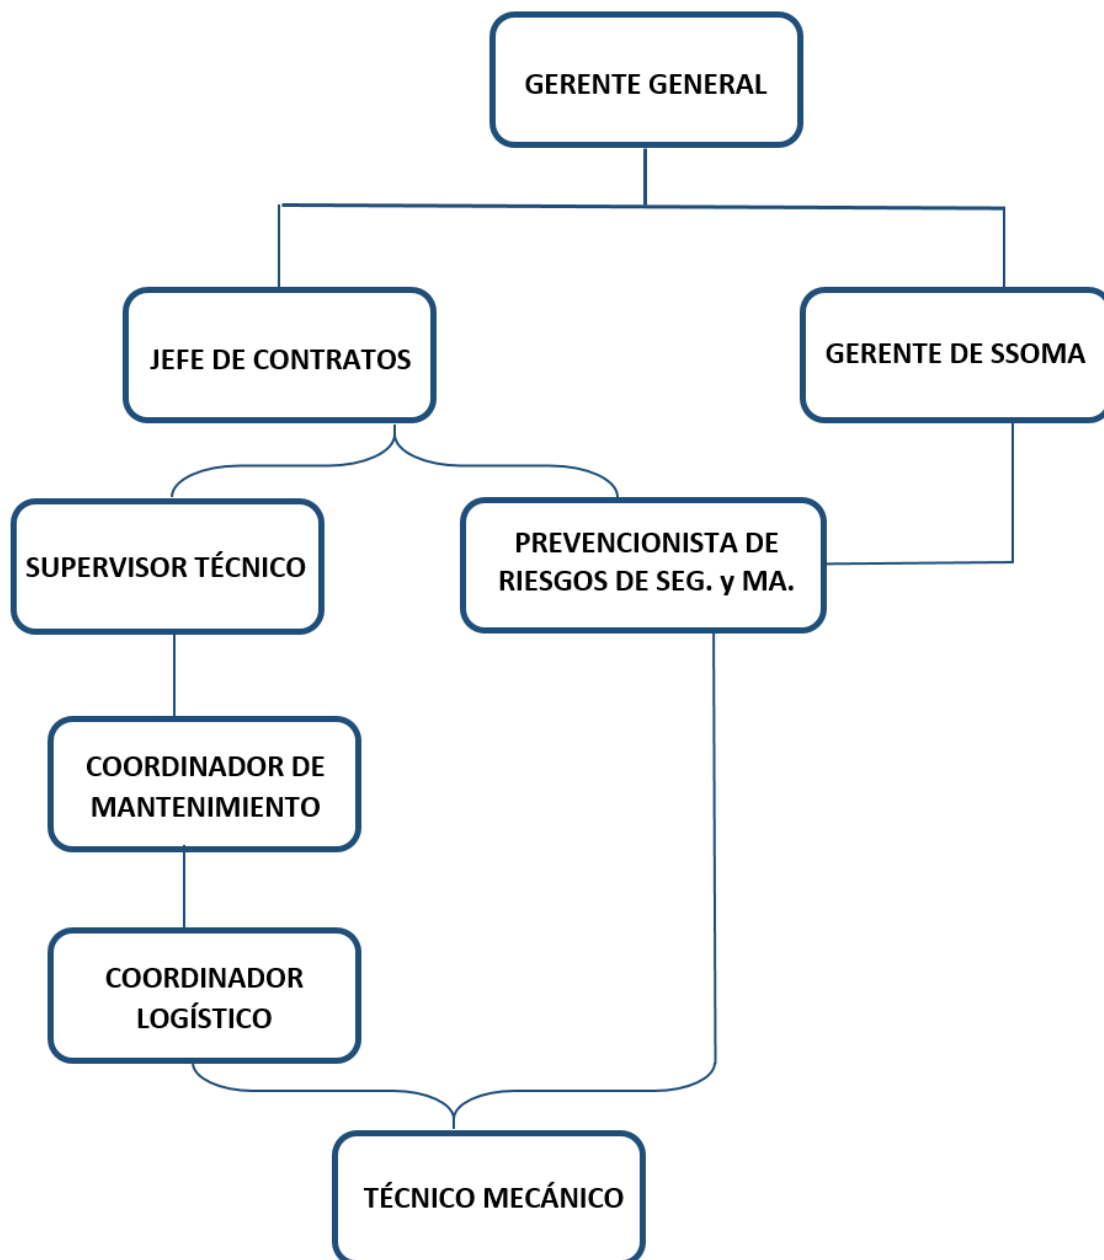 GERENTE GENERAL
JEFE DE CONTRATOS
GERENTE DE SSOMA
SUPERVISOR TÉCNICO
PREVENCIONISTA DE
RIESGOS DE SEG. y MA.
COORDINADOR DE
MANTENIMIENTO
COORDINADOR
LOGÍSTICO
TÉCNICO MECÁNICO